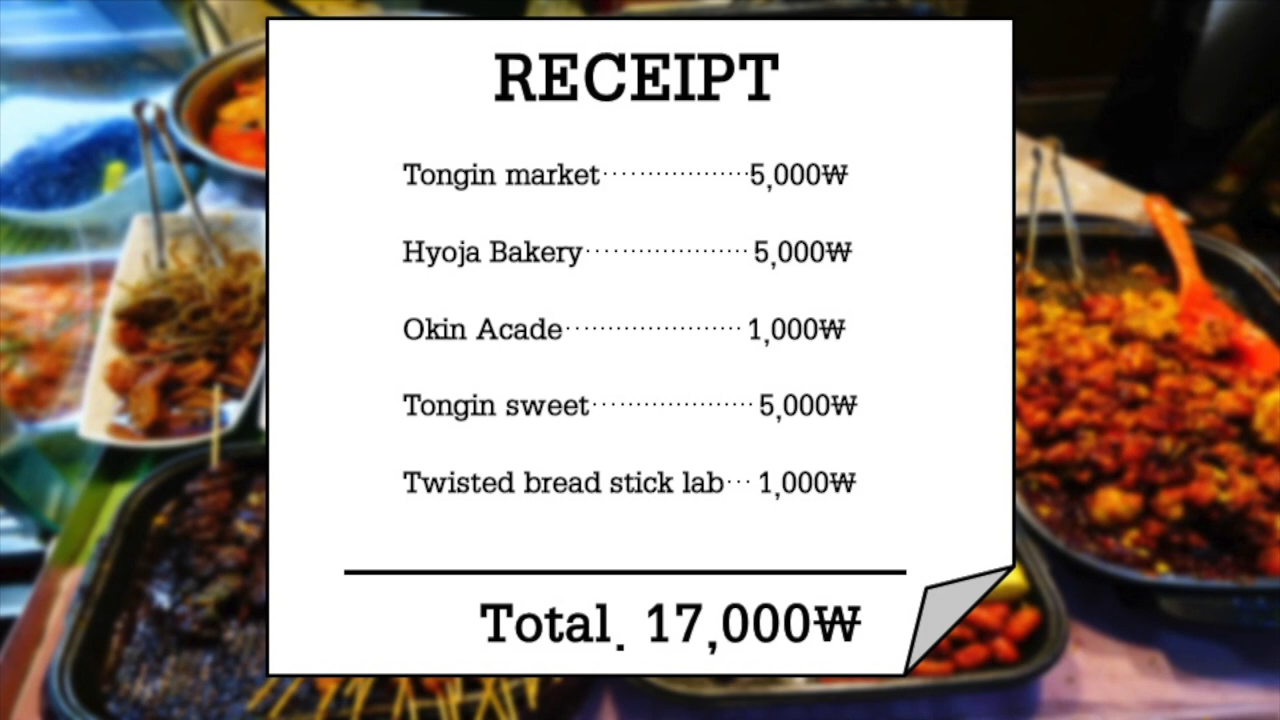 RECEIPT
Tongin market··················5,000₩
Hyoja Bakery·················· 5,000₩
Okin Acade···················· 1,000₩
Tongin sweet·················· 5,000₩
Twisted bread stick lab··· 1,000₩
Total. 17,000₩